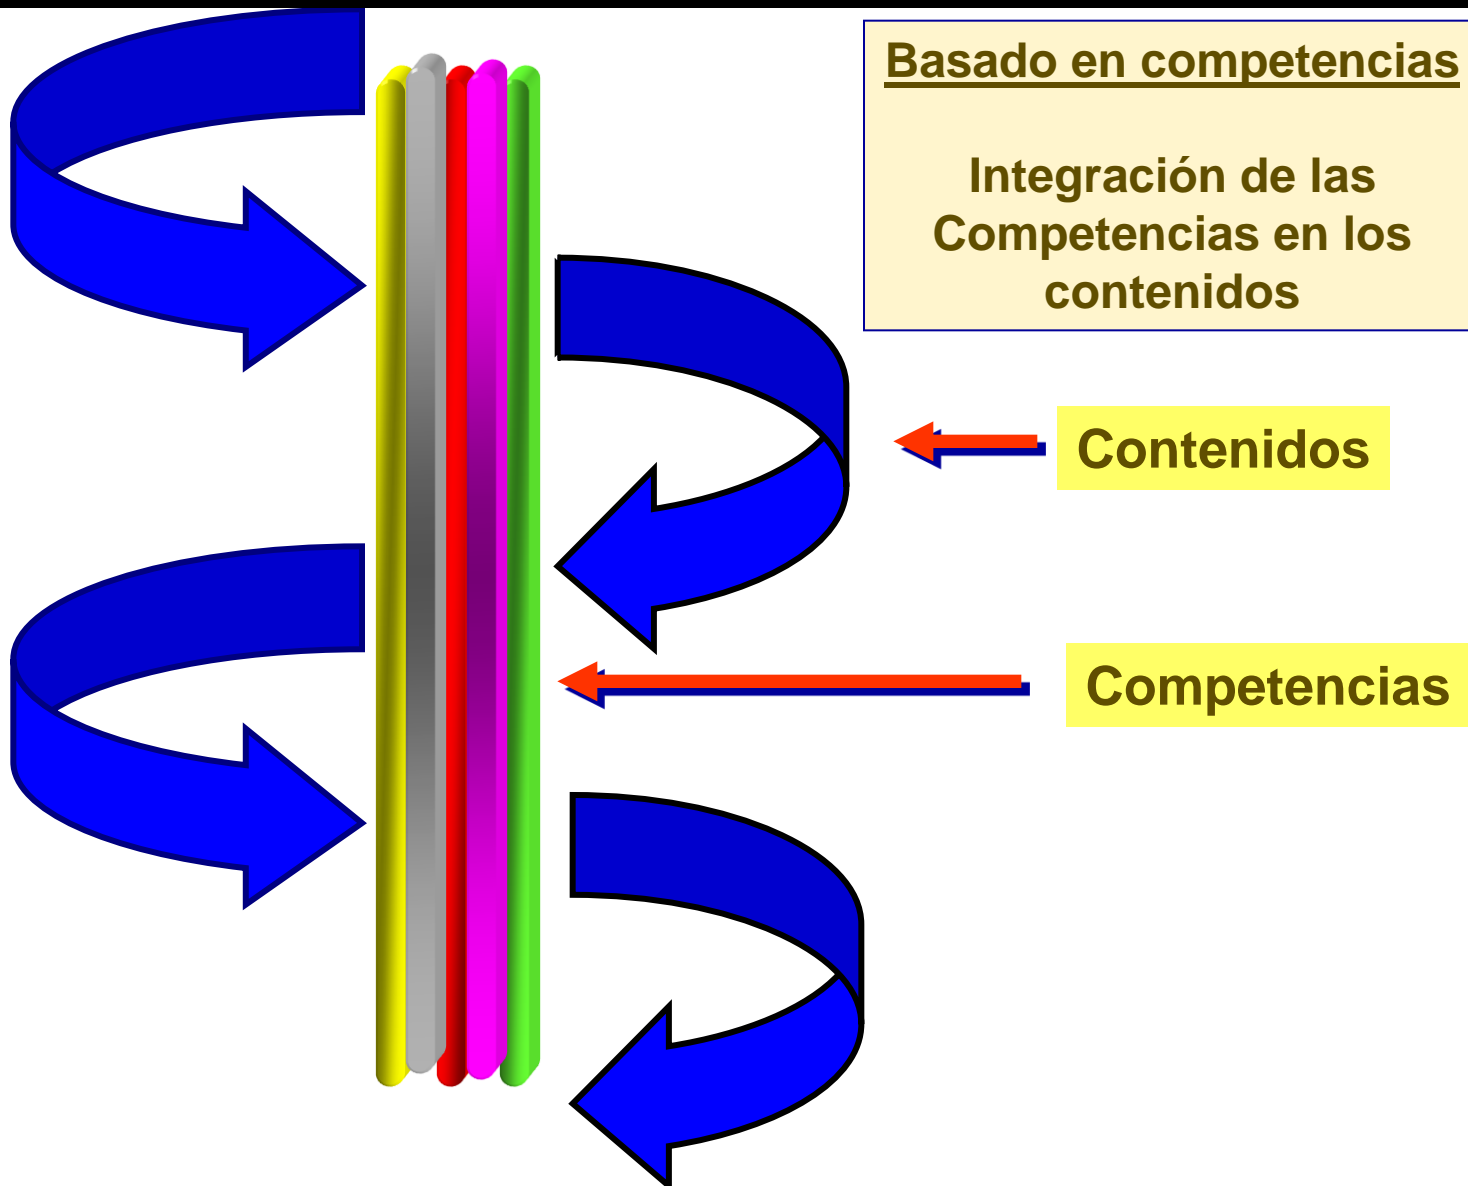 Basado en competencias
Integración de las
Competencias en los
contenidos
Contenidos
Competencias